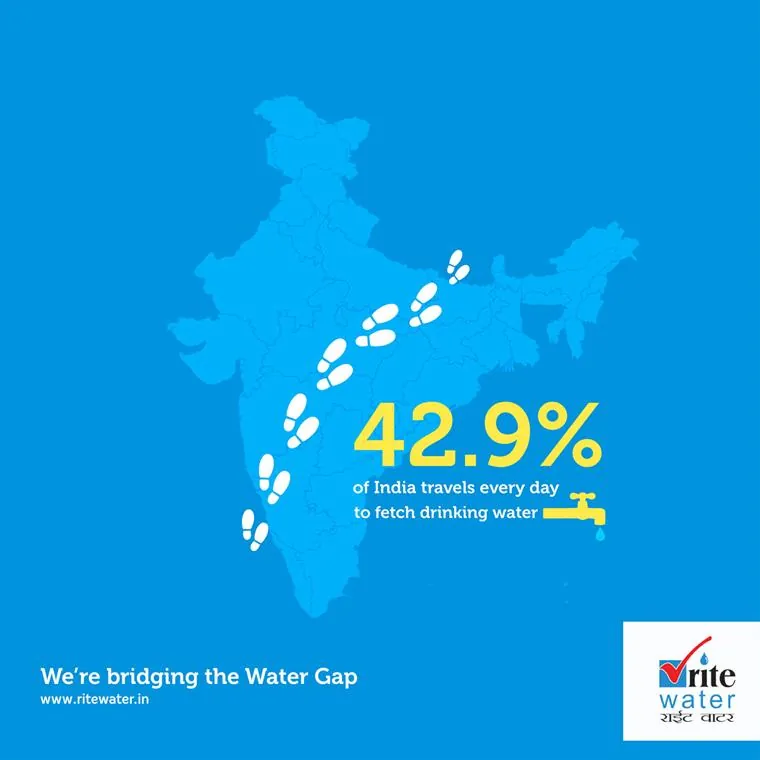 42.9%
of India travels every day
to fetch drinking water
We're bridging the Water Gap
www.ritewater.in
rite
water
राईट वाटर